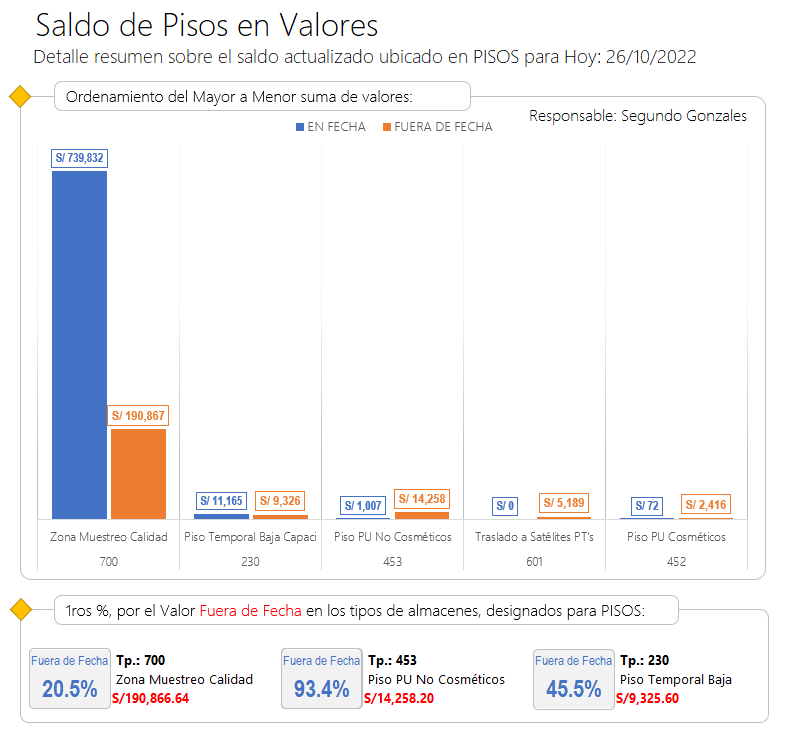 Saldo de Pisos en Valores
Detalle resumen sobre el saldo actualizado ubicado en PISOS para Hoy: 26/10/2022
Ordenamiento del Mayor a Menor suma de valores:
Responsable: Segundo Gonzales
EN FECHA FUERA DE FECHA
S/ 739,832
S/ 190,867
S/ 11,165 S/ 9,326 S/ 1,007 S/ 14,258 S/ 0 S/ 5,189 S/ 72 S/ 2,416
Zona Muestreo Calidad Piso Temporal Baja Capaci Piso PU No Cosméticos Traslado a Satélites PT's Piso PU Cosméticos
700 230 453 601 452
1ros %, por el Valor Fuera de Fecha en los tipos de almacenes, designados para PISOS:
Fuera de Fecha Tp.: 700 Fuera de Fecha Tp.: 453 Fuera de Fecha Tp.: 230
20.5% Zona Muestreo Calidad 93.4% Piso PU No Cosméticos 45.5% Piso Temporal Baja
S/190,866.64 S/14,258.20 S/9,325.60